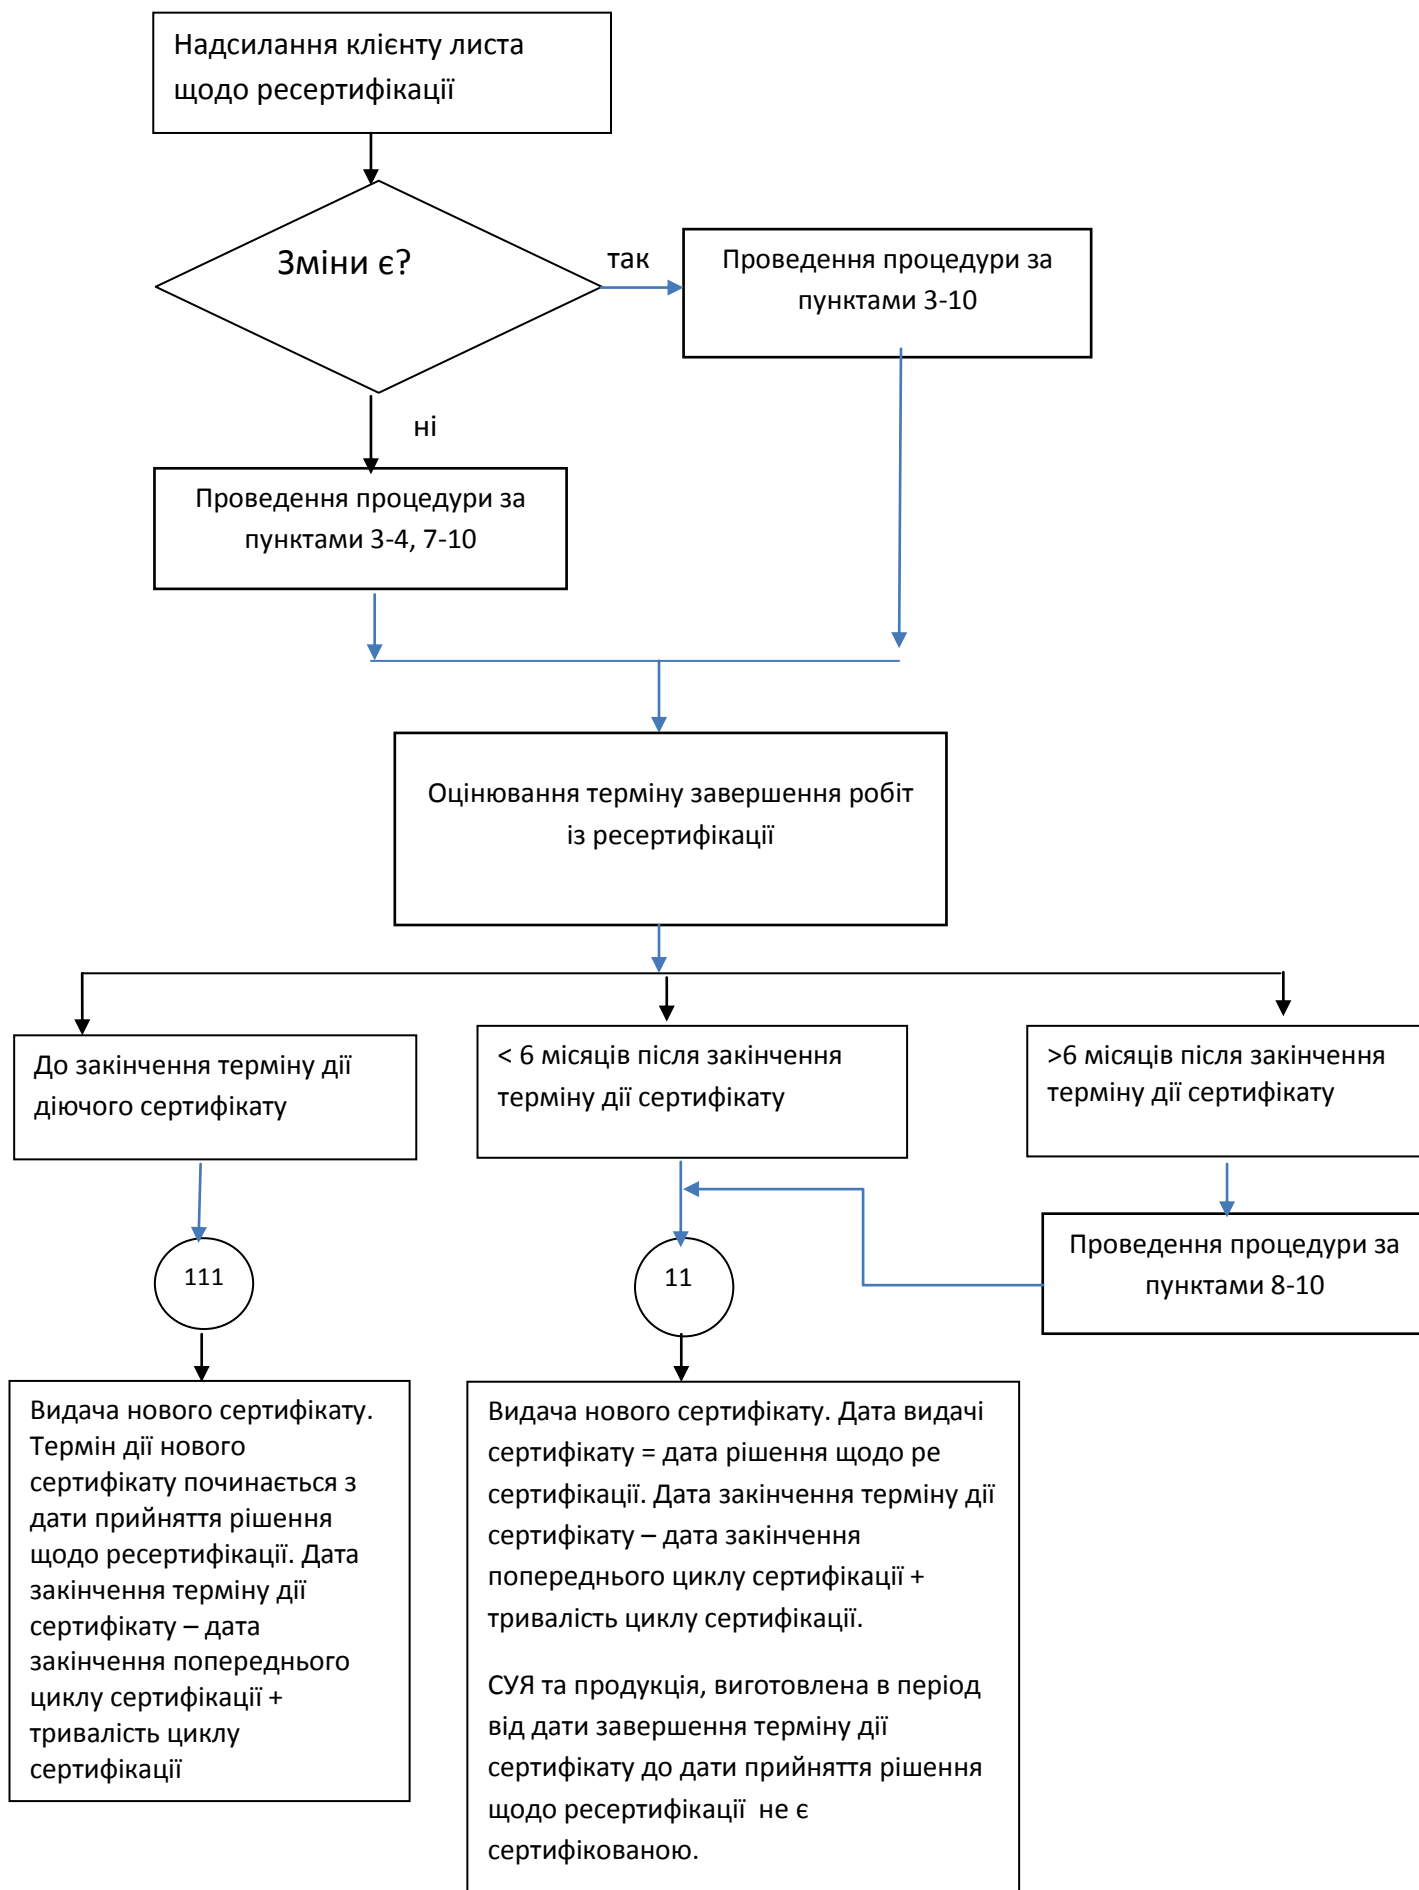 Надсилання клієнту листа
щодо ресертифікації
Зміни є?
так
Проведення процедури за
пунктами 3-10
ні
Проведення процедури за
пунктами 3-4, 7-10
Оцінювання терміну завершення робіт
із ресертифікації
До закінчення терміну дії
діючого сертифікату
< 6 місяців після закінчення
терміну дії сертифікату
>6 місяців після закінчення
терміну дії сертифікату
Проведення процедури за
пунктами 8-10
111
11
Видача нового сертифікату.
Термін дії нового
сертифікату починається з
дати прийняття рішення
щодо ресертифікації. Дата
закінчення терміну дії
сертифікату – дата
закінчення попереднього
циклу сертифікації +
тривалість циклу
сертифікації
Видача нового сертифікату. Дата видачі
сертифікату = дата рішення щодо ре
сертифікації. Дата закінчення терміну дії
сертифікату – дата закінчення
попереднього циклу сертифікації +
тривалість циклу сертифікації.
СУЯ та продукція, виготовлена в період
від дати завершення терміну дії
сертифікату до дати прийняття рішення
щодо ресертифікації  не є
сертифікованою.